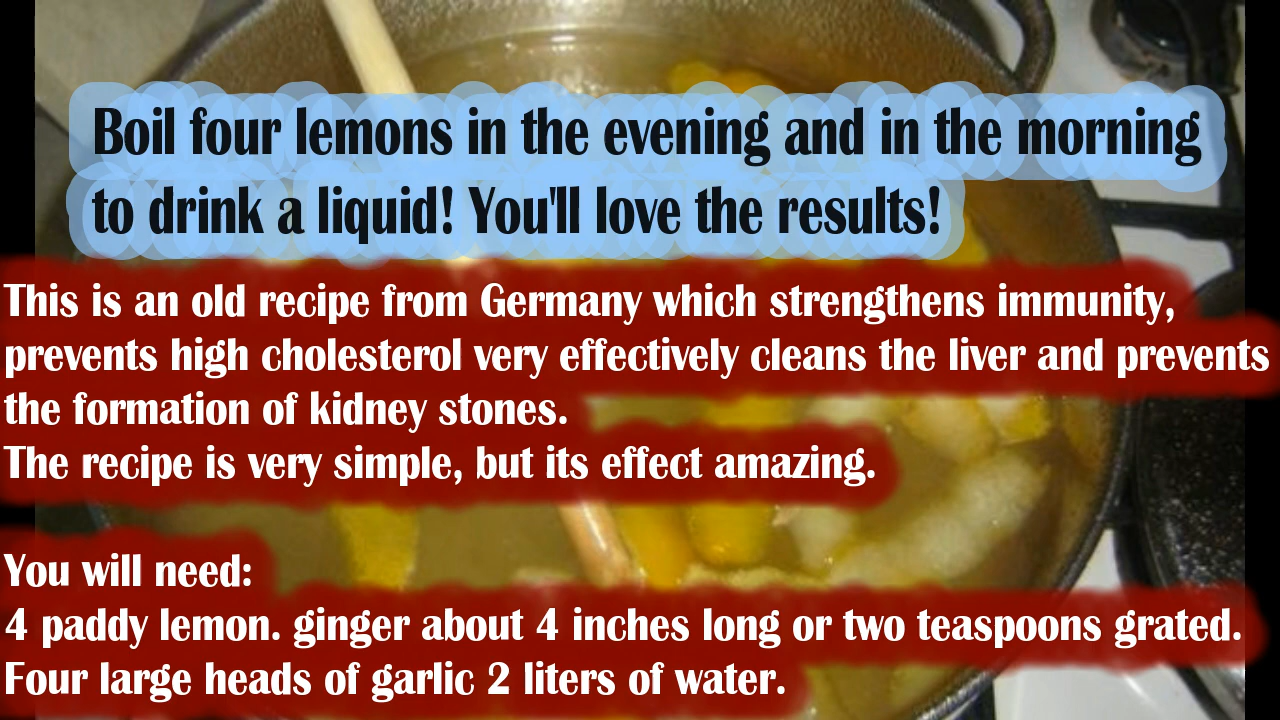 Boil four lemons in the evening and in the morning
to drink a liquid! You'll love the results!
This is an old recipe from Germany which strengthens immunity,
prevents high cholesterol very effectively cleans the liver and prevents
the formation of kidney stones.
The recipe is very simple, but its effect amazing.
You will need:
4 paddy lemon. ginger about 4 inches long or two teaspoons grated.
Four large heads of garlic 2 liters of water.